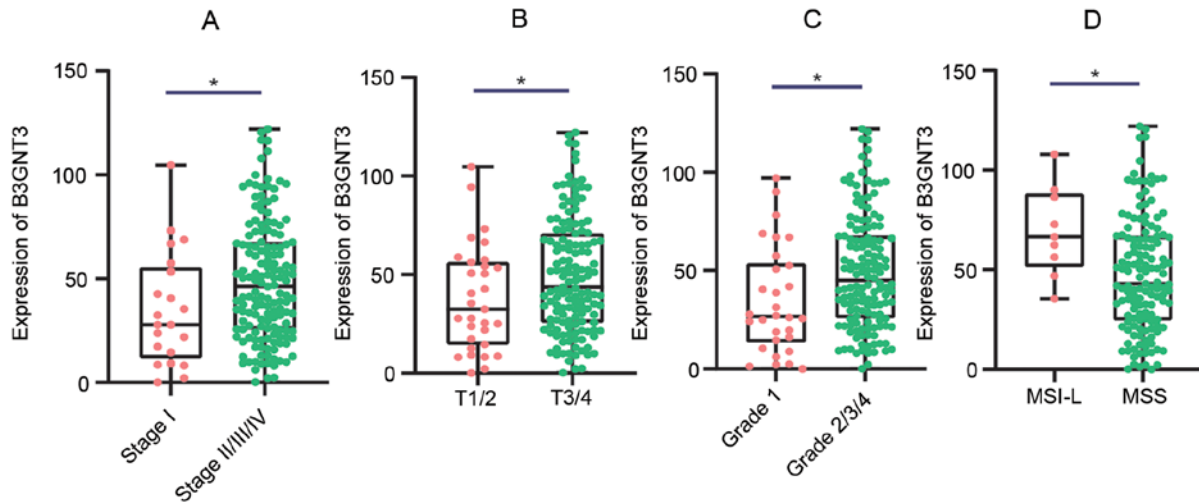 A
Expression of B3GNT3
150
100
50
0
*
Stage I
Stage II/III/IV
B
Expression of B3GNT3
150
100
50
0
*
T1/2
T3/4
C
Expression of B3GNT3
150
100
50
0
*
Grade 1
Grade 2/3/4
D
Expression of B3GNT3
150
100
50
0
*
MSI-L
MSS